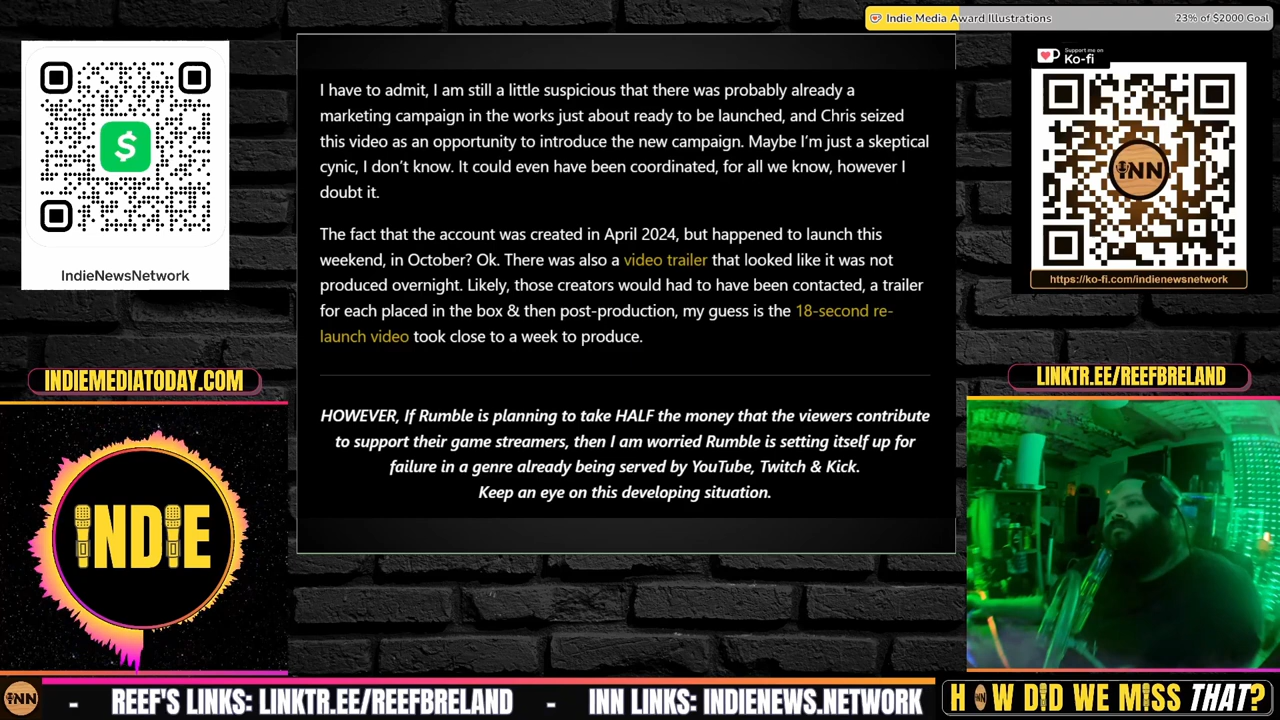 Indie Media Award Illustrations
23% of $2000 Goal
IndieNewsNetwork
INDIEMEDIATODAY.COM
INDIE
I have to admit, I am still a little suspicious that there was probably already a
marketing campaign in the works just about ready to be launched, and Chris seized
this video as an opportunity to introduce the new campaign. Maybe I'm just a skeptical
cynic, I don't know. It could even have been coordinated, for all we know, however I
doubt it.
The fact that the account was created in April 2024, but happened to launch this
weekend, in October? Ok. There was also a video trailer that looked like it was not
produced overnight. Likely, those creators would had to have been contacted, a trailer
for each placed in the box & then post-production, my guess is the 18-second re-
launch video took close to a week to produce.
HOWEVER, If Rumble is planning to take HALF the money that the viewers contribute
to support their game streamers, then I am worried Rumble is setting itself up for
failure in a genre already being served by YouTube, Twitch & Kick.
Keep an eye on this developing situation.
Support me on
Ko-fi
INN
https://ko-fi.com/indienewsnetwork
LINKTR.EE/REEFBRELAND
INN
- REEF'S LINKS: LINKTR.EE/REEFBRELAND - INN LINKS: INDIENEWS.NETWORK
HOW DID WE MISS THAT?